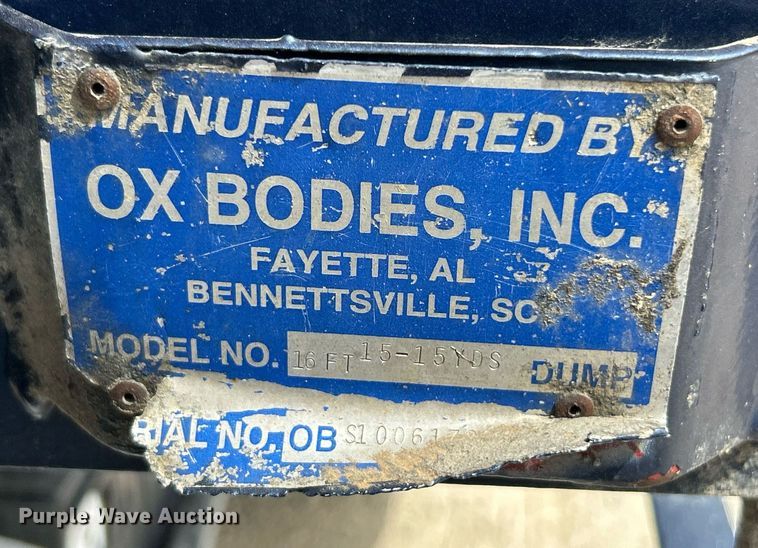 MANUFACTURED BY
OX BODIES, INC.
FAYETTE, AL
BENNETTSVILLE, SC
MODEL NO. 16 FT 15-15YDS DUMP
RIAL NO. OB S100617
Purple Wave Auction